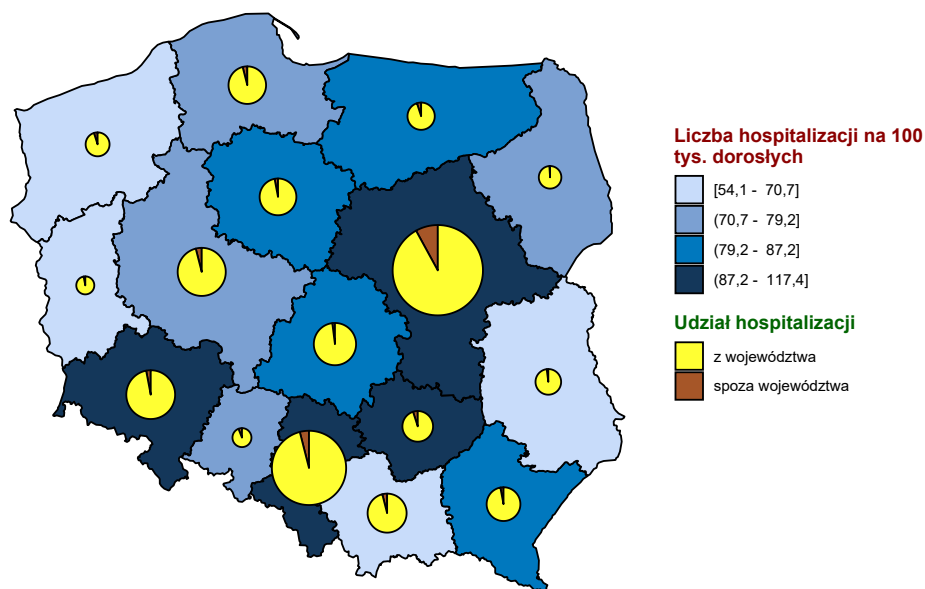 Liczba hospitalizacji na 100
tys. dorosłych
[54,1 - 70,7]
(70,7 - 79,2]
(79,2 - 87,2]
(87,2 - 117,4]
Udział hospitalizacji
z województwa
spoza województwa